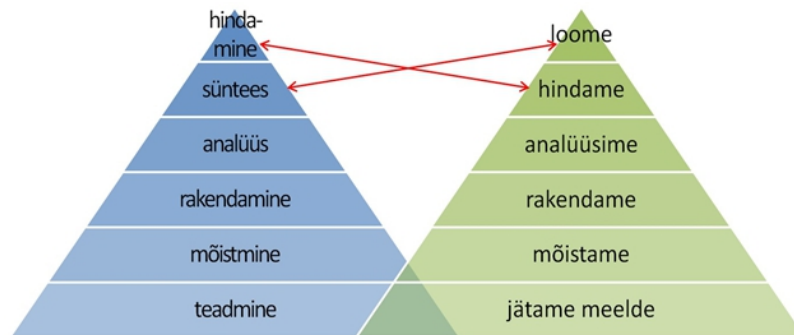 hinda-
mine
süntees
analüüs
rakendamine
mõistmine
teadmine
loome
hindame
analüüsime
rakendame
mõistame
jätame meelde